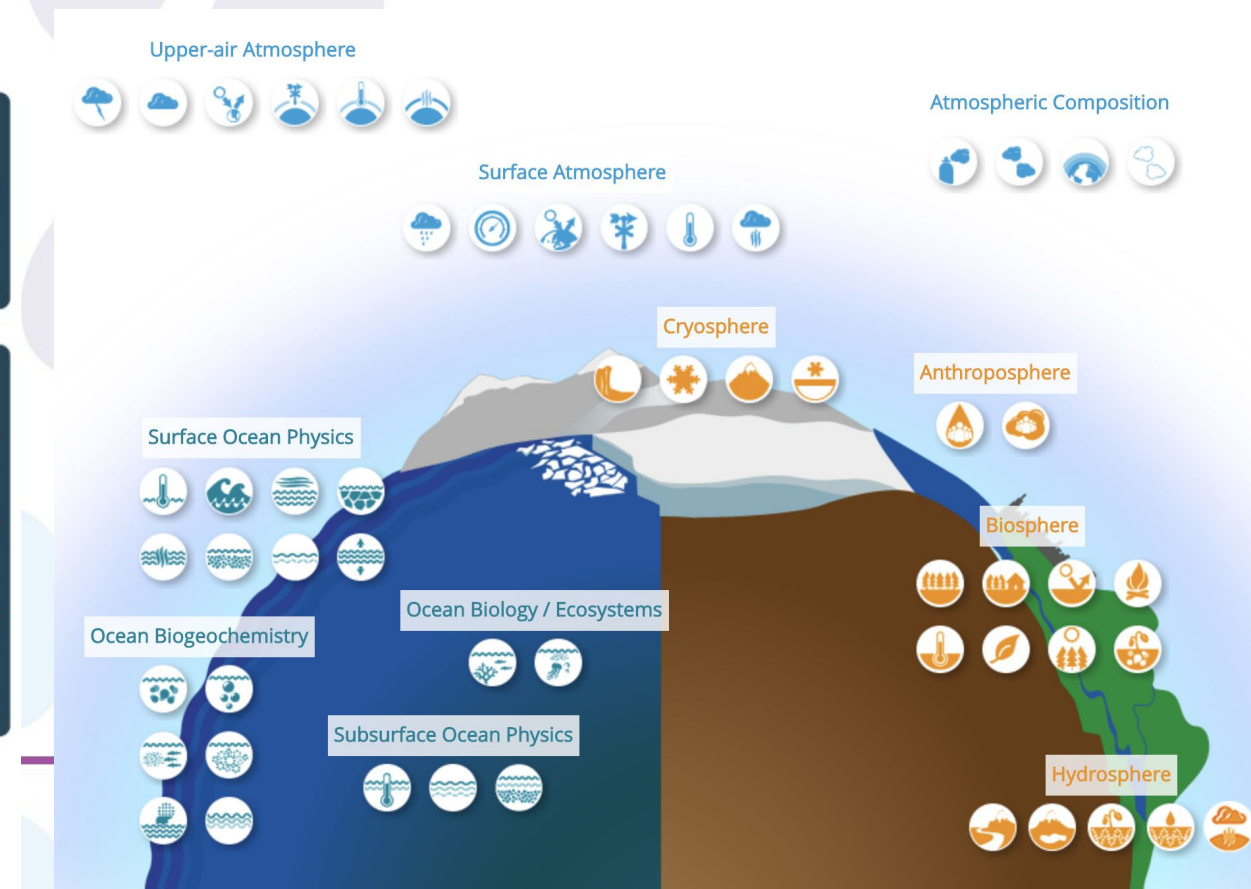 Upper-air Atmosphere
Atmospheric Composition
Surface Atmosphere
Cryosphere
Anthroposphere
Surface Ocean Physics
Biosphere
Ocean Biology / Ecosystems
Ocean Biogeochemistry
Subsurface Ocean Physics
Hydrosphere